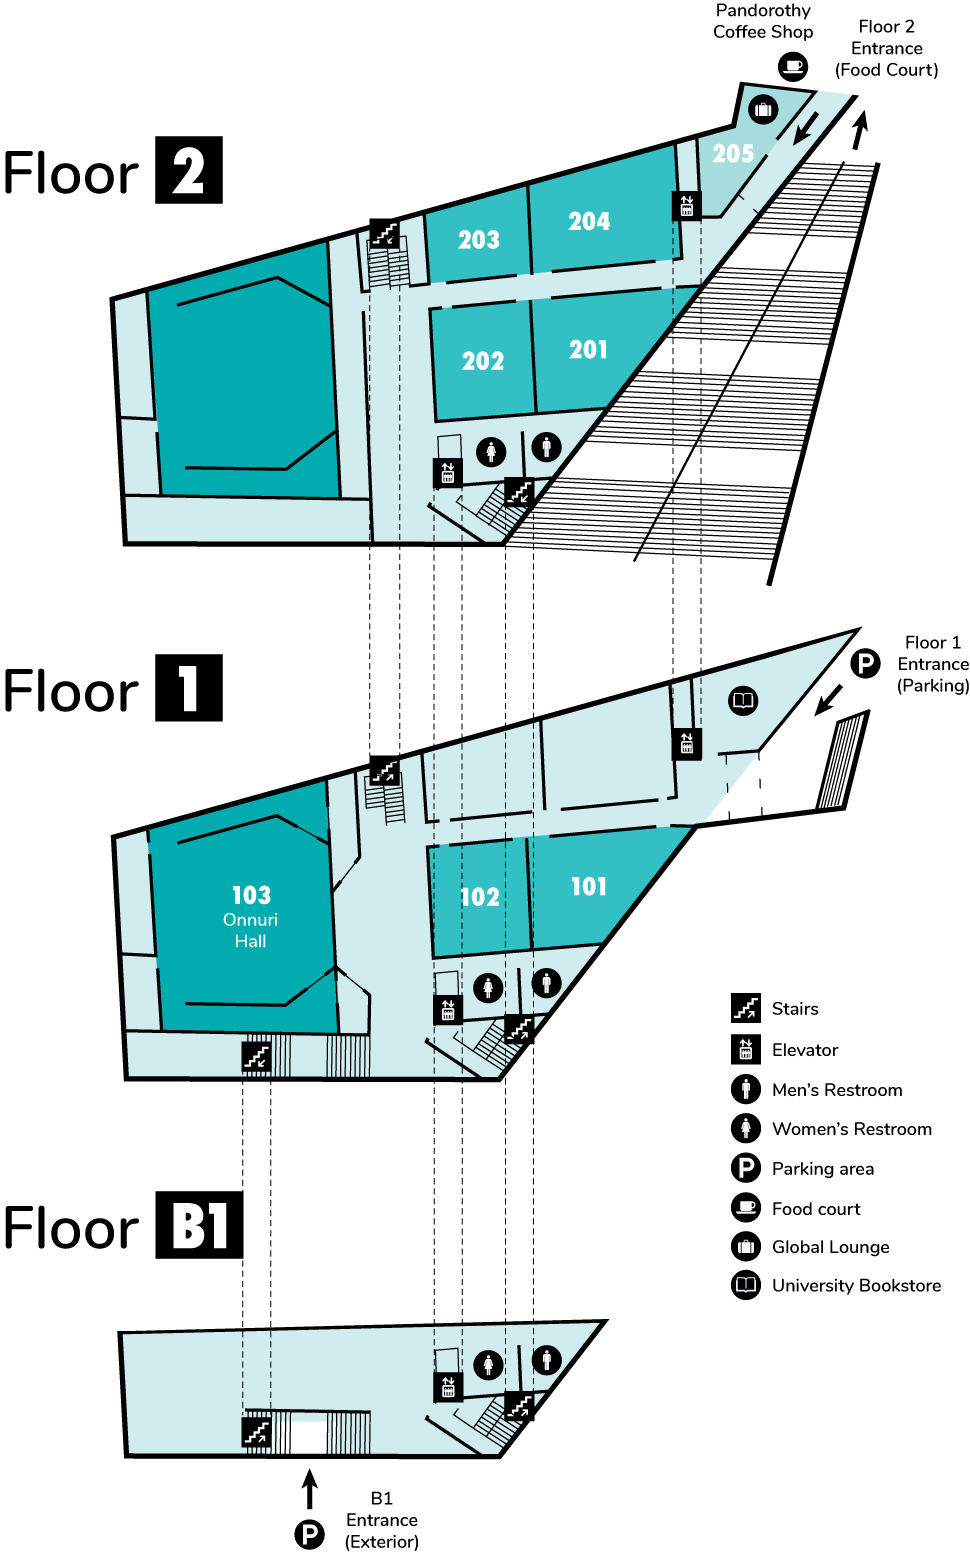 Pandorothy
Coffee Shop
Floor 2
Entrance
(Food Court)
Floor 2
205
204
203
202
201
Floor 1
Floor 1
Entrance
(Parking)
P
103
Onnuri
Hall
102
101
Stairs
Elevator
Men's Restroom
Women's Restroom
P Parking area
Food court
Global Lounge
University Bookstore
Floor B1
B1
Entrance
(Exterior)
P